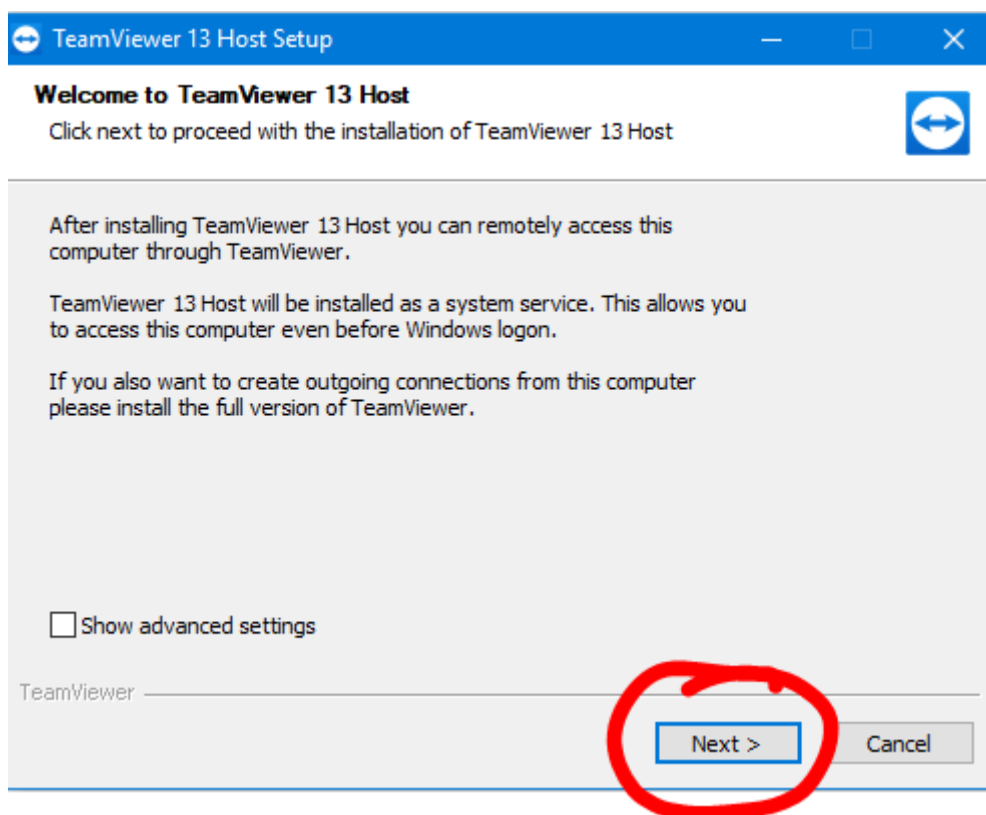 TeamViewer 13 Host Setup
Welcome to TeamViewer 13 Host
Click next to proceed with the installation of TeamViewer 13 Host
After installing TeamViewer 13 Host you can remotely access this
computer through TeamViewer.
TeamViewer 13 Host will be installed as a system service. This allows you
to access this computer even before Windows logon.
If you also want to create outgoing connections from this computer
please install the full version of TeamViewer.
Show advanced settings
TeamViewer
Next > Cancel